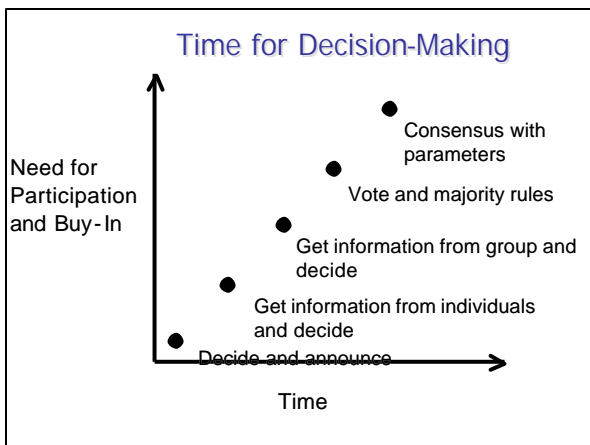 Time for Decision-Making
Consensus with
parameters
Need for
Participation
and Buy-In
Vote and majority rules
Get information from group and
decide
Get information from individuals
and decide
Decide and announce
Time